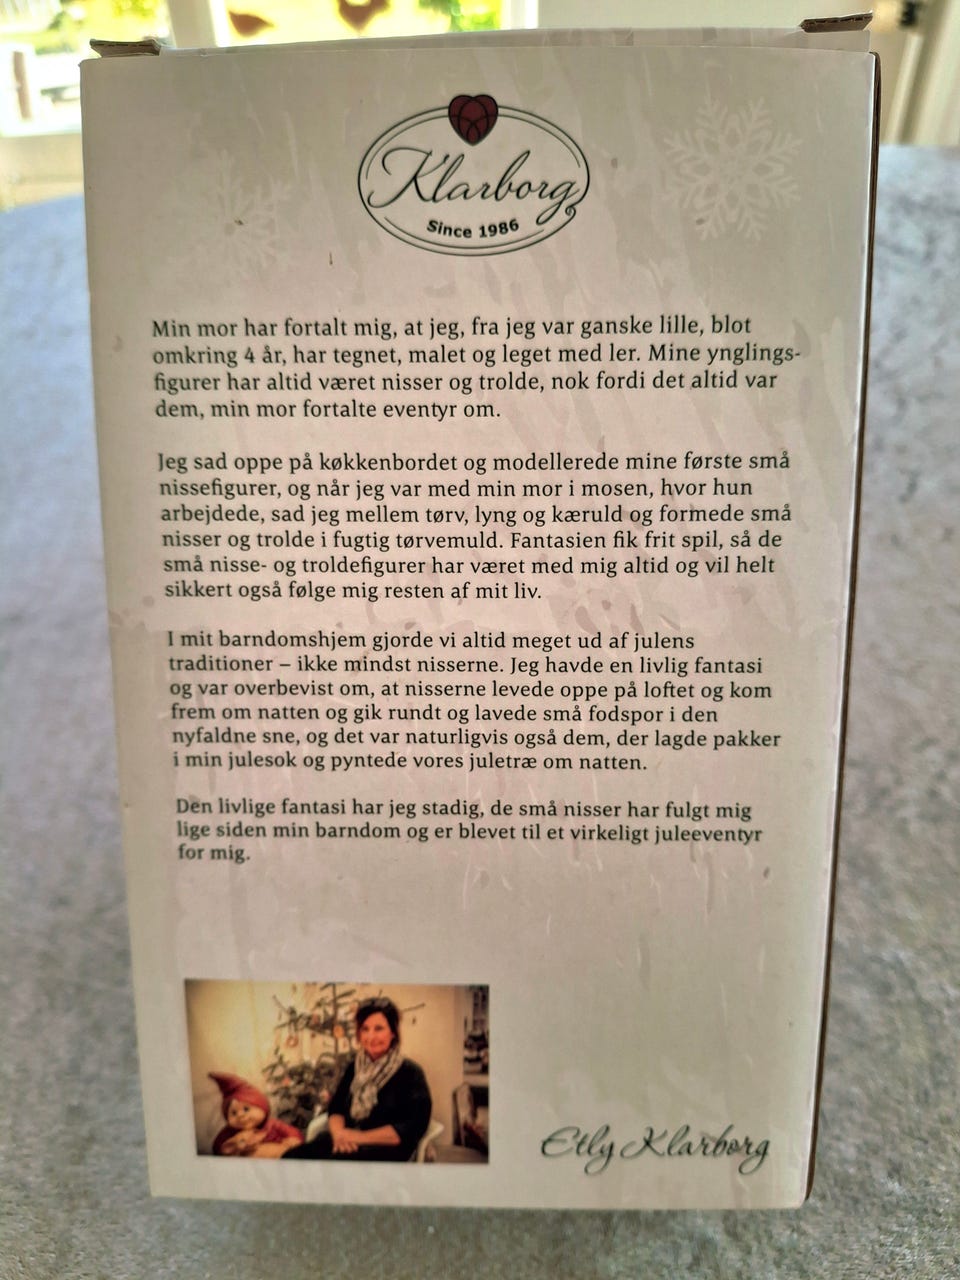 Klarborg
Since 1986
Min mor har fortalt mig, at jeg, fra jeg var ganske lille, blot
omkring 4 år, har tegnet, malet og leget med ler. Mine ynglings-
figurer har altid været nisser og trolde, nok fordi det altid var
dem, min mor fortalte eventyr om.
Jeg sad oppe på køkkenbordet og modellerede mine første små
nissefigurer, og når jeg var med min mor i mosen, hvor hun
arbejdede, sad jeg mellem tørv, lyng og kæruld og formede små
nisser og trolde i fugtig tørvemuld. Fantasien fik frit spil, så de
små nisse- og troldefigurer har været med mig altid og vil helt
sikkert også følge mig resten af mit liv.
I mit barndomshjem gjorde vi altid meget ud af julens
traditioner – ikke mindst nisserne. Jeg havde en livlig fantasi
og var overbevist om, at nisserne levede oppe på loftet og kom
frem om natten og gik rundt og lavede små fodspor i den
nyfaldne sne, og det var naturligvis også dem, der lagde pakker
i min julesok og pyntede vores juletræ om natten.
Den livlige fantasi har jeg stadig, de små nisser har fulgt mig
lige siden min barndom og er blevet til et virkeligt juleeventyr
for mig.
Etly Klarborg